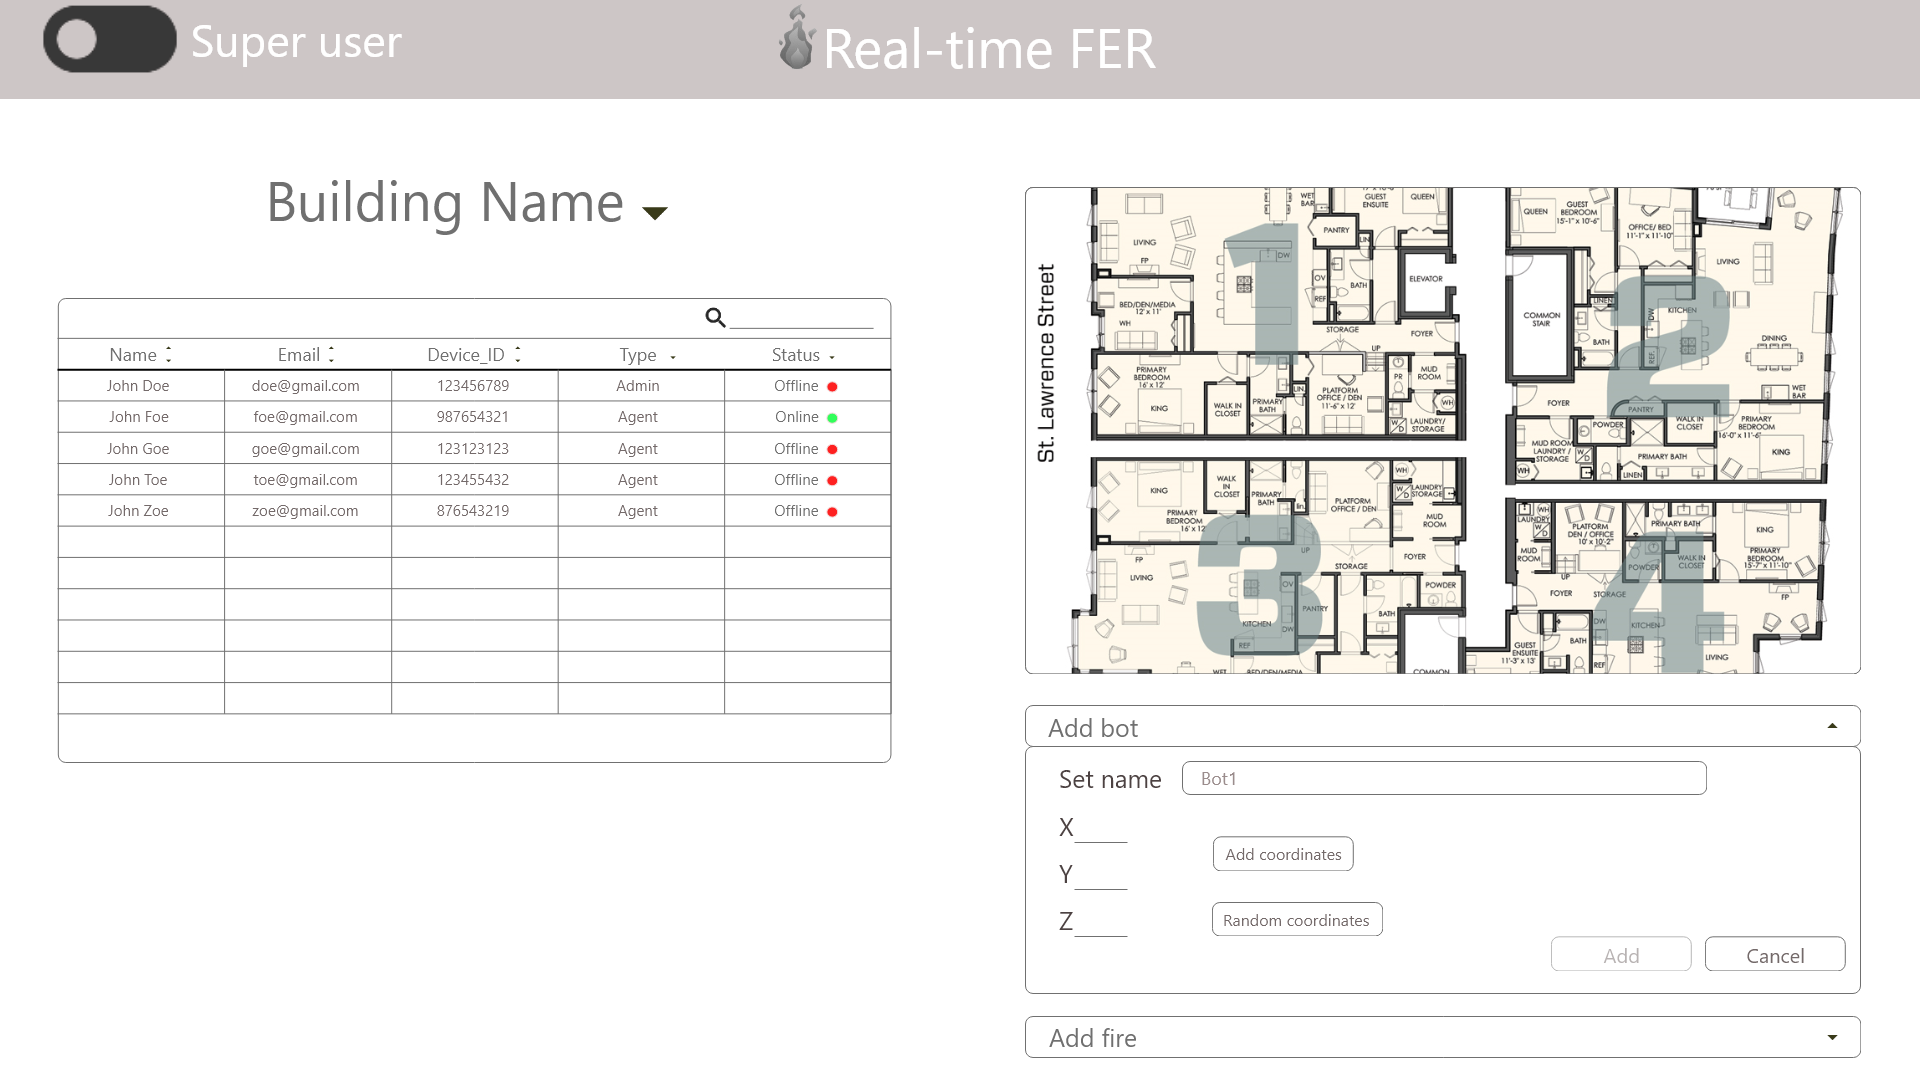 Super user
Real-time FER
Building Name
Name Email Device_ID Type Status
John Doe doe@gmail.com 123456789 Admin Offline
John Foe foe@gmail.com 987654321 Agent Online
John Goe goe@gmail.com 123123123 Agent Offline
John Toe toe@gmail.com 123455432 Agent Offline
John Zoe zoe@gmail.com 876543219 Agent Offline
St. Lawrence Street
1
LIVING
FP
BED/DEN/MEDIA
12' x 11'
WH
WET
BAR
GUEST
ENSUITE
QUEEN
PANTRY
LIN
DW
OV
REF
BATH
ELEVATOR
STORAGE
FOYER
UP
PRIMARY
BEDROOM
16' x 12'
KING
WALK IN
CLOSET
PRIMARY
BATH
LIN.
PLATFORM
OFFICE / DEN
11'-6" x 12'
PR
MUD
ROOM
WH
W
D
LAUNDRY/
STORAGE
2
QUEEN
GUEST
BEDROOM
15'-1" x 10'-6"
OFFICE/ BED
11'-1" x 11'-10"
LIVING
COMMON
STAIR
LINEN
BATH
KITCHEN
DW
REF.
DINING
WET
BAR
FOYER
PANTRY
POWDER
WALK IN
CLOSET
PRIMARY
BEDROOM
16'-0" x 11'-6"
KING
MUD ROOM
LAUNDRY /
STORAGE
W
D
WH
LINEN
PRIMARY BATH
3
KING
PRIMARY
BEDROOM
16' x 12'
WALK
IN
CLOSET
PRIMARY
BATH
lin.
PLATFORM
OFFICE / DEN
WH
W
D
LAUNDRY
STORAGE
MUD
ROOM
FOYER
UP
STORAGE
FP
LIVING
OV
PANTRY
KITCHEN
DW
REF
BATH
POWDER
WET
BED/DEN/MEDIA
COMMON
4
WH
LAUNDRY
W
D
MUD
ROOM
PLATFORM
DEN / OFFICE
10' x 10'-2"
UP
PRIMARY BATH
KING
PRIMARY
BEDROOM
15'-7" x 11'-10"
POWDER
WALK IN
CLOSET
FOYER
STORAGE
FP
DW
KITCHEN
BATH
GUEST
ENSUITE
11'-3" x 13'
REF
LIVING
Add bot
Set name Bot1
X
Add coordinates
Y
Z
Random coordinates
Add Cancel
Add fire